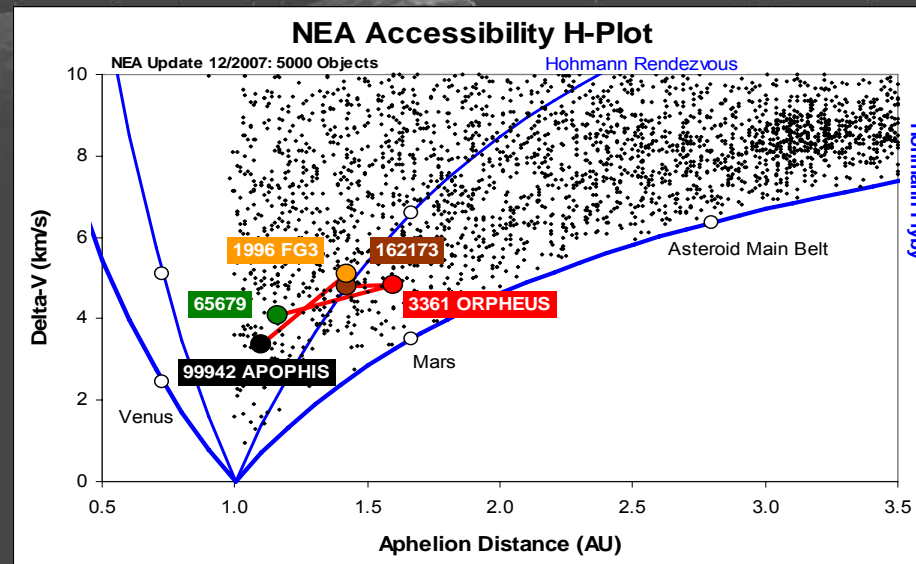 NEA Accessibility H-Plot
NEA Update 12/2007: 5000 Objects
Hohmann Rendezvous
10
8
6
4
2
0
Delta-V (km/s)
1996 FG3
162173
65679
3361 ORPHEUS
99942 APOPHIS
Asteroid Main Belt
Mars
Venus
Hohmann Flyby
0.5 1.0 1.5 2.0 2.5 3.0 3.5
Aphelion Distance (AU)